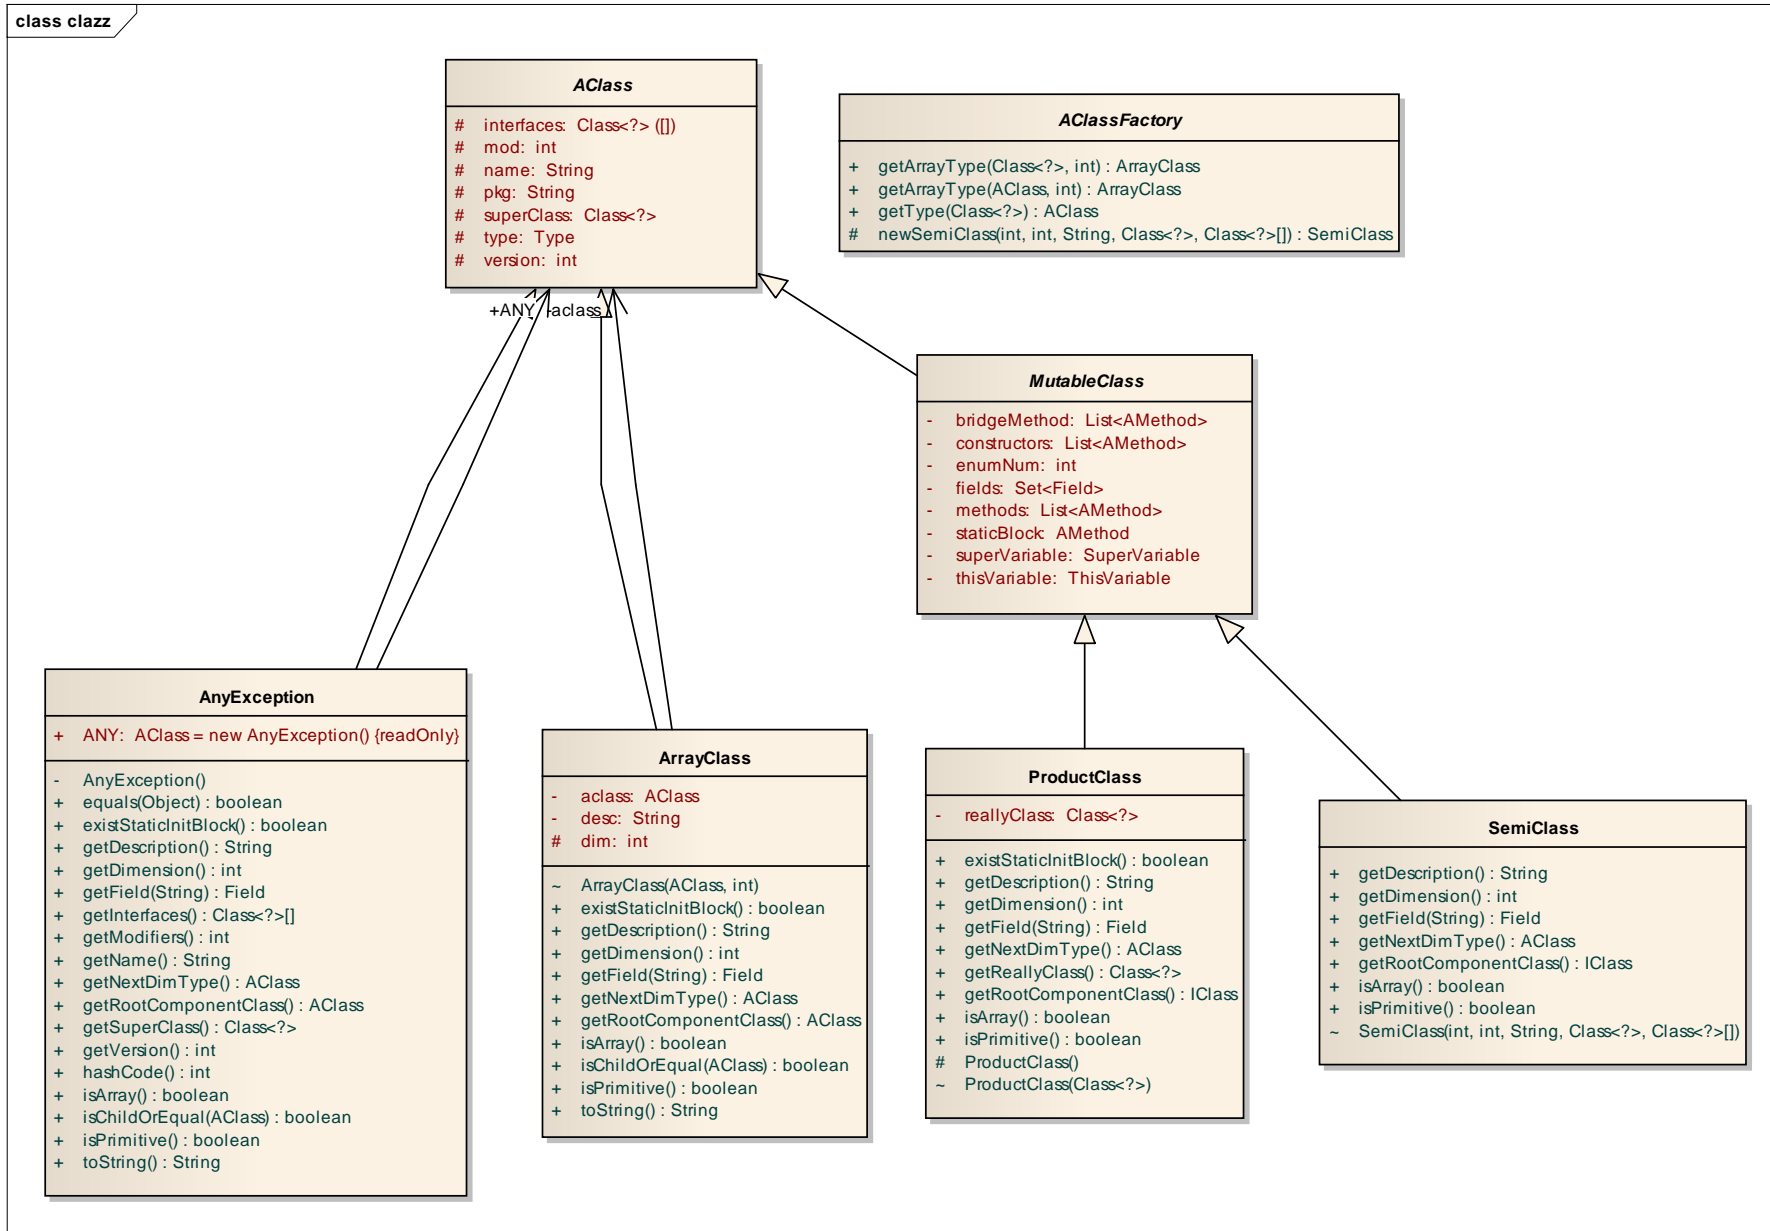 class clazz
AClass
# interfaces: Class<?> ([])
# mod: int
# name: String
# pkg: String
# superClass: Class<?>
# type: Type
# version: int
AClassFactory
+ getArrayType(Class<?>, int) : ArrayClass
+ getArrayType(AClass, int) : ArrayClass
+ getType(Class<?>) : AClass
# newSemiClass(int, int, String, Class<?>, Class<?>[]) : SemiClass
+ANY -aclass
MutableClass
- bridgeMethod: List<AMethod>
- constructors: List<AMethod>
- enumNum: int
- fields: Set<Field>
- methods: List<AMethod>
- staticBlock: AMethod
- superVariable: SuperVariable
- thisVariable: ThisVariable
AnyException
+ ANY: AClass = new AnyException() {readOnly}
- AnyException()
+ equals(Object) : boolean
+ existStaticInitBlock() : boolean
+ getDescription() : String
+ getDimension() : int
+ getField(String) : Field
+ getInterfaces() : Class<?>[]
+ getModifiers() : int
+ getName() : String
+ getNextDimType() : AClass
+ getRootComponentClass() : AClass
+ getSuperClass() : Class<?>
+ getVersion() : int
+ hashCode() : int
+ isArray() : boolean
+ isChildOrEqual(AClass) : boolean
+ isPrimitive() : boolean
+ toString() : String
ArrayClass
- aclass: AClass
- desc: String
# dim: int
~ ArrayClass(AClass, int)
+ existStaticInitBlock() : boolean
+ getDescription() : String
+ getDimension() : int
+ getField(String) : Field
+ getNextDimType() : AClass
+ getRootComponentClass() : AClass
+ isArray() : boolean
+ isChildOrEqual(AClass) : boolean
+ isPrimitive() : boolean
+ toString() : String
ProductClass
- reallyClass: Class<?>
+ existStaticInitBlock() : boolean
+ getDescription() : String
+ getDimension() : int
+ getField(String) : Field
+ getNextDimType() : AClass
+ getReallyClass() : Class<?>
+ getRootComponentClass() : IClass
+ isArray() : boolean
+ isPrimitive() : boolean
# ProductClass()
~ ProductClass(Class<?>)
SemiClass
+ getDescription() : String
+ getDimension() : int
+ getField(String) : Field
+ getNextDimType() : AClass
+ getRootComponentClass() : IClass
+ isArray() : boolean
+ isPrimitive() : boolean
~ SemiClass(int, int, String, Class<?>, Class<?>[])